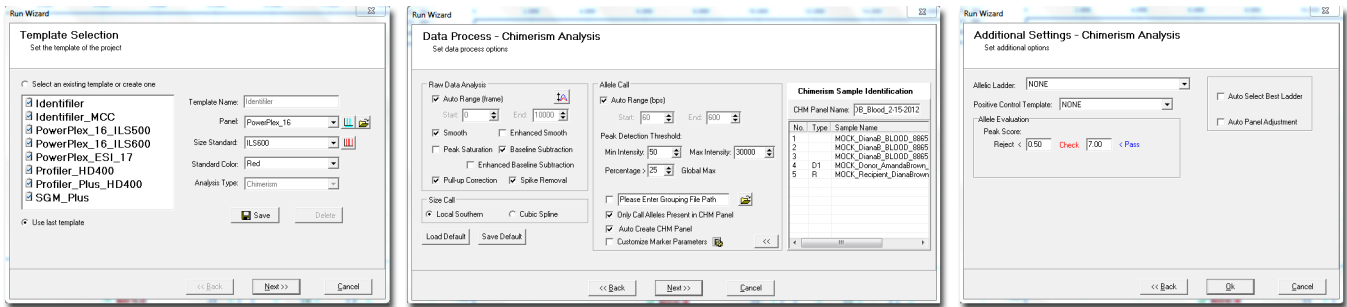 Run Wizard
Template Selection
Set the template of the project
Select an existing template or create one
Identifiler
Identifiler_MCC
PowerPlex_16_ILS500
PowerPlex_16_ILS600
PowerPlex_ESI_17
Profiler_HD400
Profiler_Plus_HD400
SGM_Plus
Use last template
Template Name: Identifiler
Panel: PowerPlex_16
Size Standard: ILS600
Standard Color: Red
Analysis Type: Chimerism
Save Delete
<< Back Next >> Cancel
Run Wizard
Data Process - Chimerism Analysis
Set data process options
Raw Data Analysis
Auto Range (frame)
Start: 0 End: 10000
Smooth Enhanced Smooth
Peak Saturation Baseline Subtraction
Enhanced Baseline Subtraction
Pull-up Correction Spike Removal
Size Call
Local Southern Cubic Spline
Load Default Save Default
Allele Call
Auto Range (bps)
Start: 60 End: 600
Peak Detection Threshold:
Min Intensity: 50 Max Intensity: 30000
Percentage > 25 Global Max
Please Enter Grouping File Path
Only Call Alleles Present in CHM Panel
Auto Create CHM Panel
Customize Marker Parameters <<
Chimerism Sample Identification
CHM Panel Name: DB_Blood_2-15-2012
No. Type Sample Name
1 MOCK_DianaB_BLOOD_8865
2 MOCK_DianaB_BLOOD_8865
3 MOCK_DianaB_BLOOD_8865
4 D1 MOCK_Donor_AmandaBrown_
5 R MOCK_Recipient_DianaBrown
<< Back Next >> Cancel
Run Wizard
Additional Settings - Chimerism Analysis
Set additional options
Allelic Ladder: NONE
Positive Control Template: NONE
Allele Evaluation
Peak Score:
Reject < 0.50 Check 7.00 < Pass
Auto Select Best Ladder
Auto Panel Adjustment
<< Back Ok Cancel